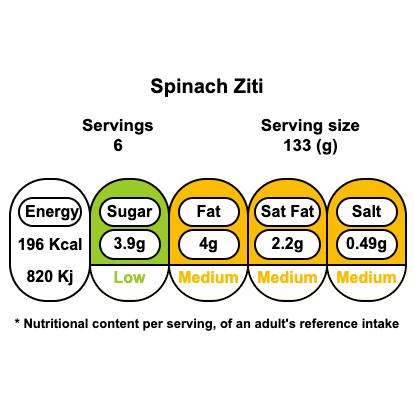 Spinach Ziti
Servings
6
Serving size
133 (g)
Energy
196 Kcal
820 Kj
Sugar
3.9g
Low
Fat
4g
Medium
Sat Fat
2.2g
Medium
Salt
0.49g
Medium
* Nutritional content per serving, of an adult's reference intake